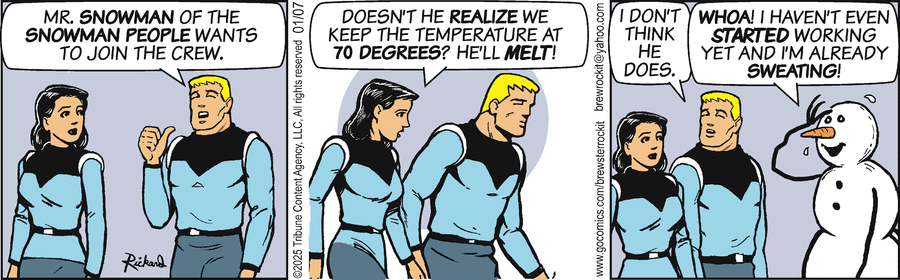 MR. SNOWMAN OF THE
SNOWMAN PEOPLE WANTS
TO JOIN THE CREW.
Rickard
©2025 Tribune Content Agency, LLC. All rights reserved 01/07
DOESN'T HE REALIZE WE
KEEP THE TEMPERATURE AT
70 DEGREES? HE'LL MELT!
www.gocomics.com/brewsterrockit brewrockit@yahoo.com
I DON'T
THINK
HE
DOES.
WHOA! I HAVEN'T EVEN
STARTED WORKING
YET AND I'M ALREADY
SWEATING!